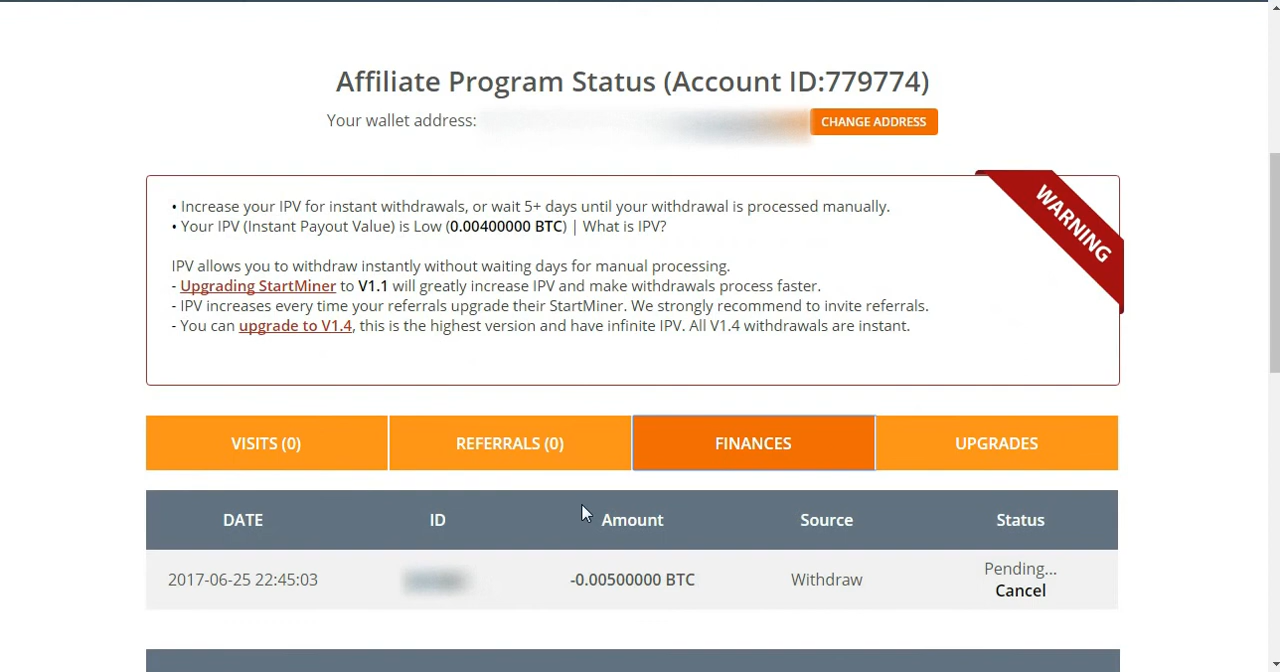 Affiliate Program Status (Account ID:779774)
Your wallet address:
CHANGE ADDRESS
WARNING
• Increase your IPV for instant withdrawals, or wait 5+ days until your withdrawal is processed manually.
• Your IPV (Instant Payout Value) is Low (0.00400000 BTC) | What is IPV?
IPV allows you to withdraw instantly without waiting days for manual processing.
- Upgrading StartMiner to V1.1 will greatly increase IPV and make withdrawals process faster.
- IPV increases every time your referrals upgrade their StartMiner. We strongly recommend to invite referrals.
- You can upgrade to V1.4, this is the highest version and have infinite IPV. All V1.4 withdrawals are instant.
VISITS (0) REFERRALS (0) FINANCES UPGRADES
DATE ID Amount Source Status
2017-06-25 22:45:03 -0.00500000 BTC Withdraw Pending...
Cancel